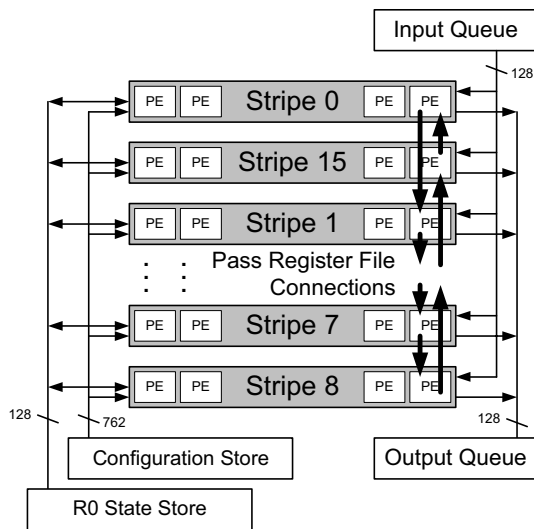 Input Queue
128
PE PE Stripe 0 PE PE
PE PE Stripe 15 PE PE
PE PE Stripe 1 PE PE
Pass Register File
Connections
PE PE Stripe 7 PE PE
PE PE Stripe 8 PE PE
128
762
128
Configuration Store
Output Queue
R0 State Store